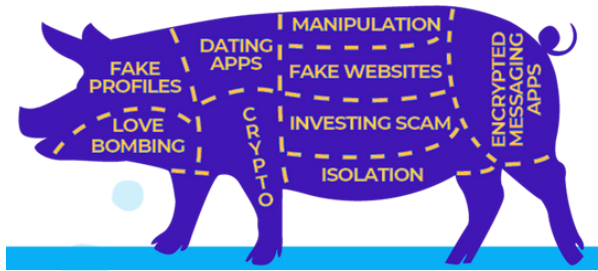 FAKE
PROFILES
LOVE
BOMBING
DATING
APPS
CRYPTO
MANIPULATION
FAKE WEBSITES
INVESTING SCAM
ISOLATION
ENCRYPTED
MESSAGING
APPS